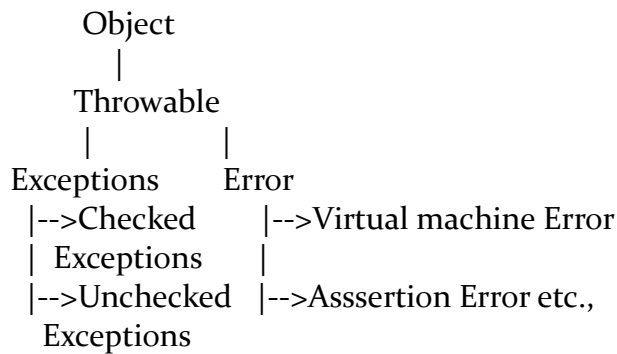 Object
|
Throwable
| |
Exceptions Error
|-->Checked |-->Virtual machine Error
| Exceptions |
|-->Unchecked |-->Asssertion Error etc.,
Exceptions